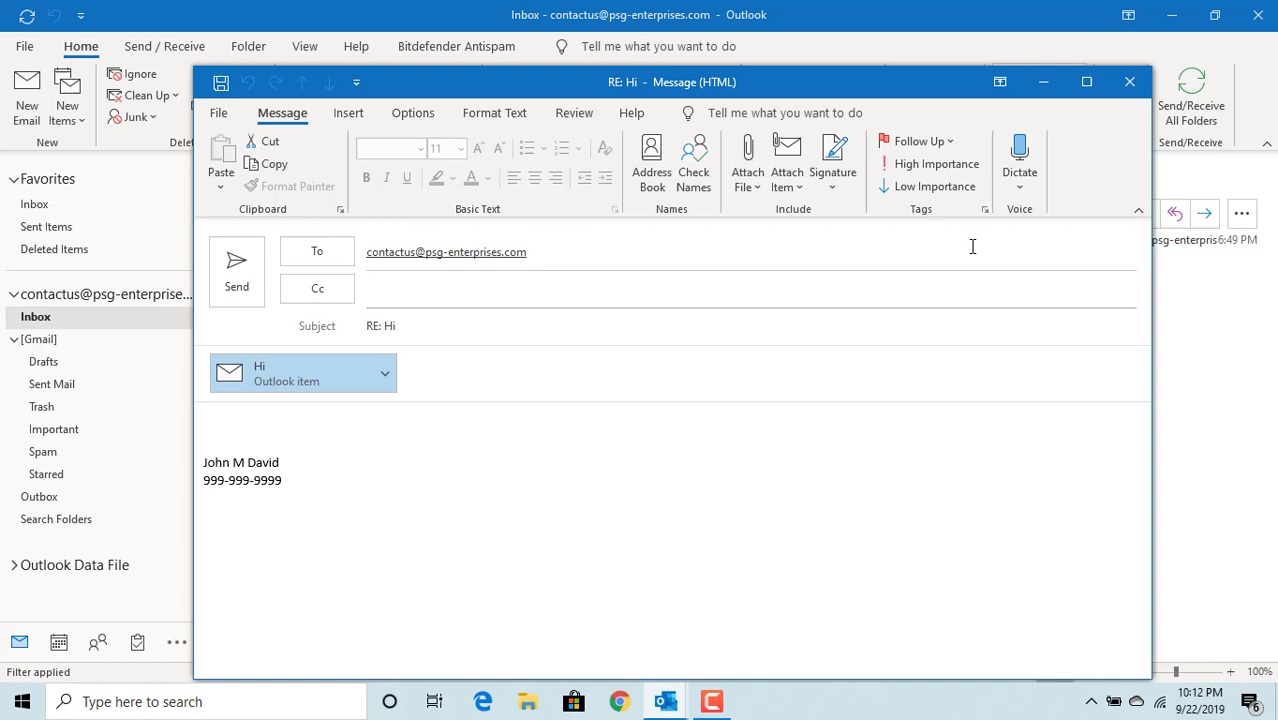 Inbox - contactus@psg-enterprises.com - Outlook
File Home Send / Receive Folder View Help Bitdefender Antispam Tell me what you want to do
New Email
New Items
New
Ignore
Clean Up
Junk
Delet
Send/Receive All Folders
Send/Receive
RE: Hi - Message (HTML)
File Message Insert Options Format Text Review Help Tell me what you want to do
Paste
Cut
Copy
Format Painter
Clipboard
11
B I U
A
Basic Text
Address Book
Check Names
Names
Attach File
Attach Item
Signature
Include
Follow Up
High Importance
Low Importance
Tags
Dictate
Voice
Send
To contactus@psg-enterprises.com
Cc
Subject RE: Hi
Hi
Outlook item
John M David
999-999-9999
psg-enterpris 6:49 PM
Favorites
Inbox
Sent Items
Deleted Items
contactus@psg-enterprise...
Inbox
[Gmail]
Drafts
Sent Mail
Trash
Important
Spam
Starred
Outbox
Search Folders
Outlook Data File
Filter applied
100%
Type here to search
10:12 PM
9/22/2019
6